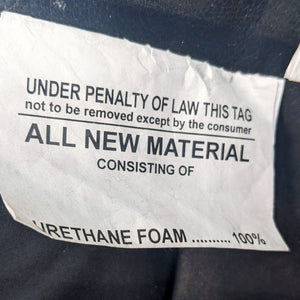 UNDER PENALTY OF LAW THIS TAG
not to be removed except by the consumer
ALL NEW MATERIAL
CONSISTING OF
URETHANE FOAM .......... 100%